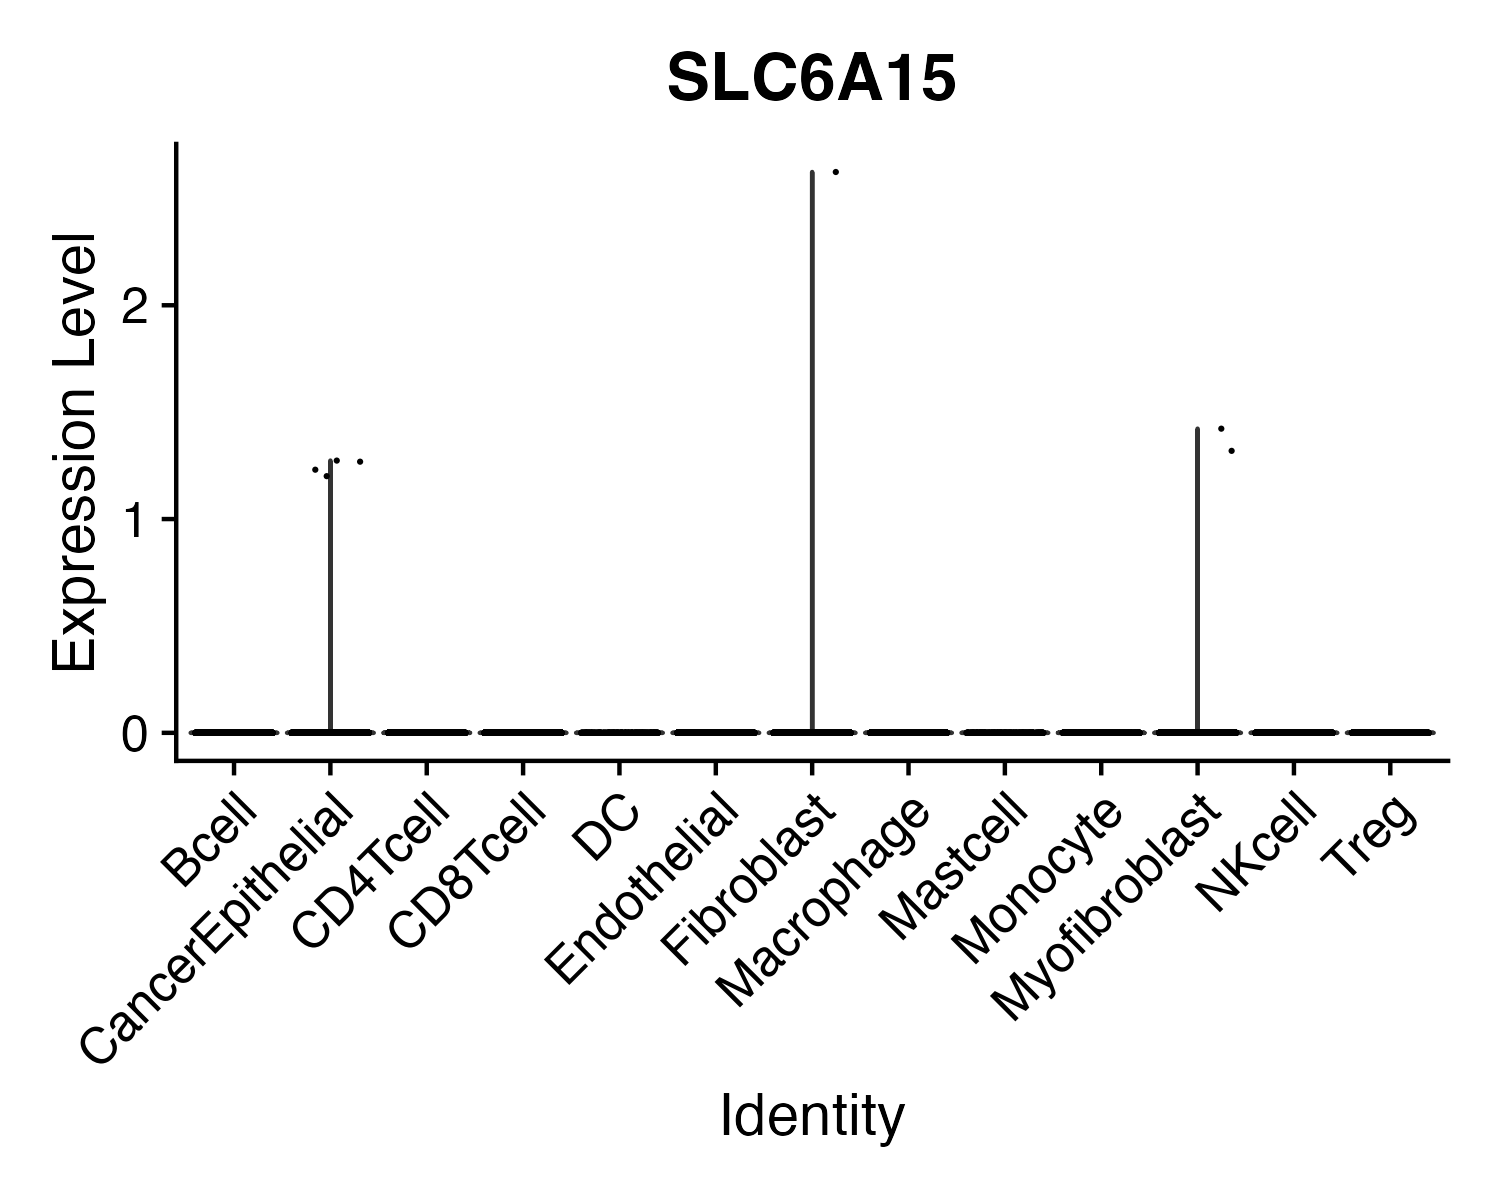 SLC6A15
Expression Level
2
1
0
Bcell
CancerEpithelial
CD4Tcell
CD8Tcell
DC
Endothelial
Fibroblast
Macrophage
Mastcell
Monocyte
Myofibroblast
NKcell
Treg
Identity